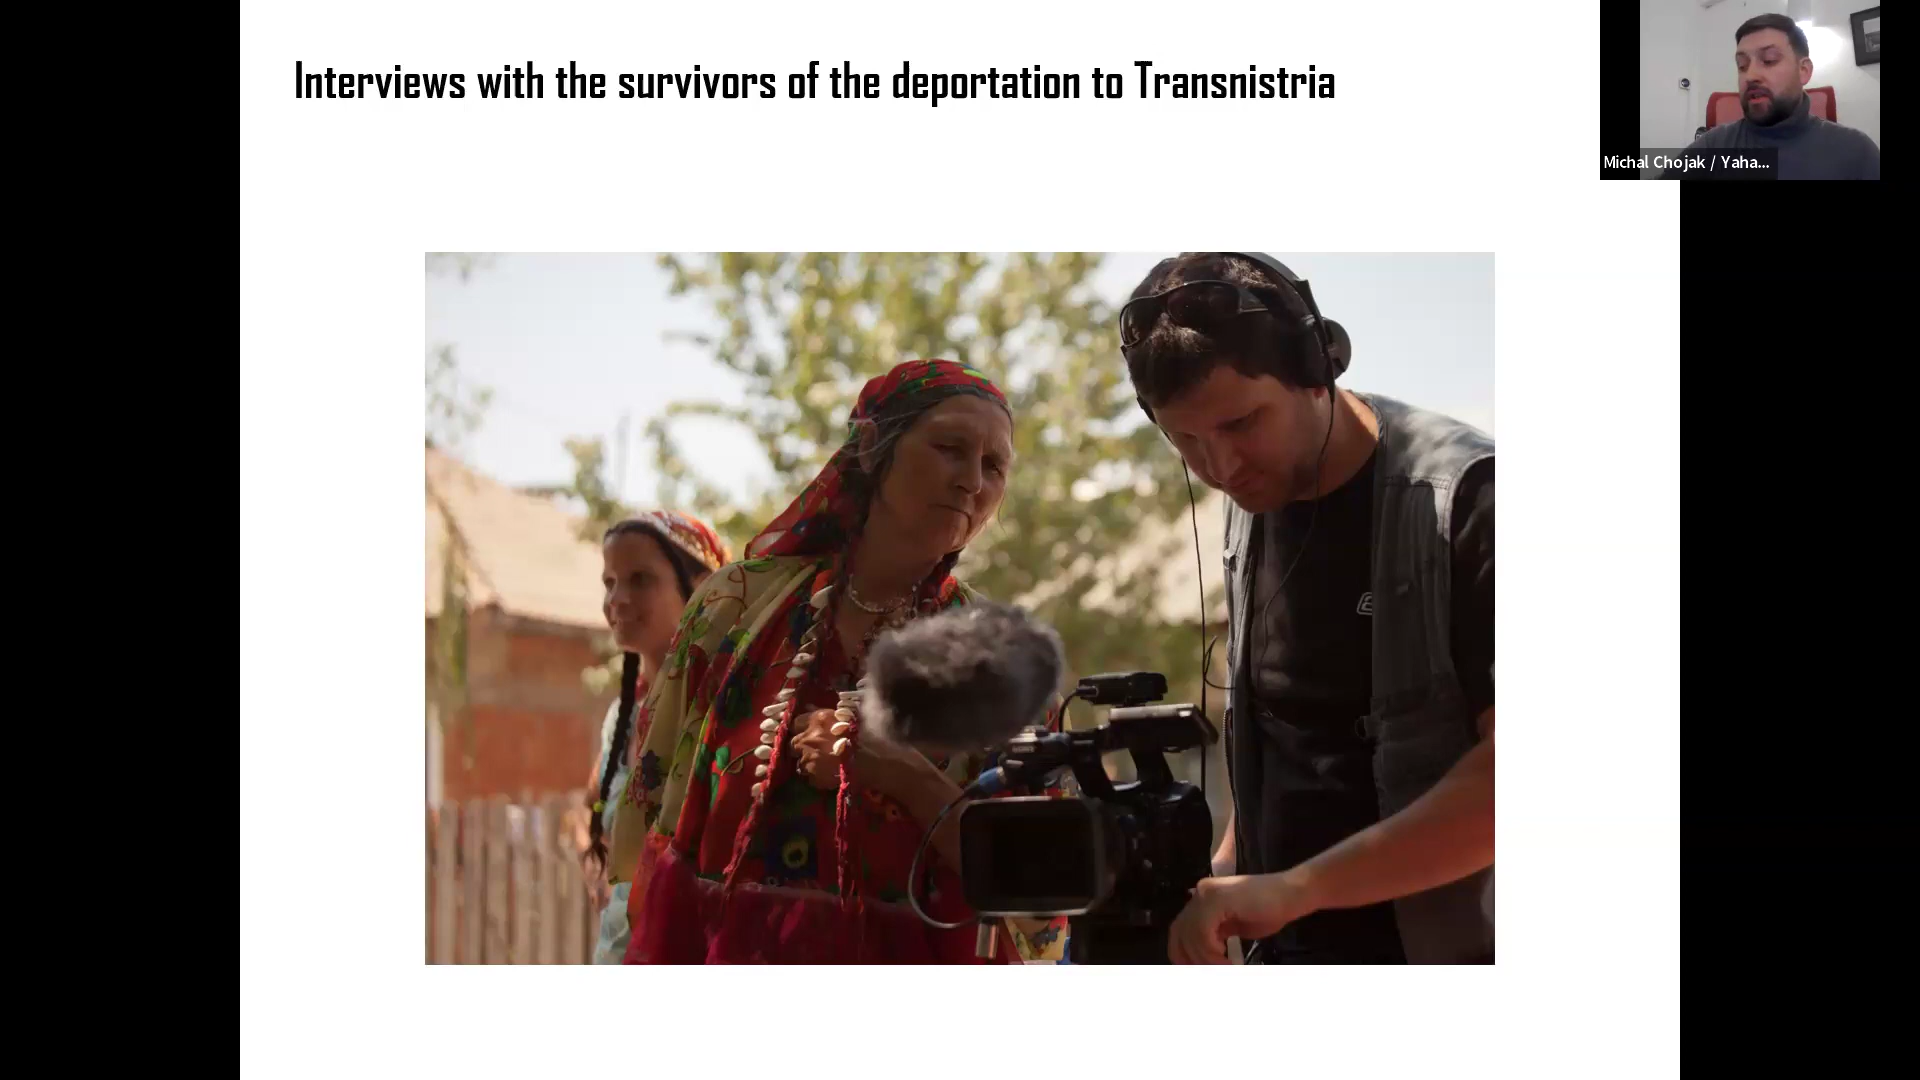 Interviews with the survivors of the deportation to Transnistria
Michal Chojak / Yaha...